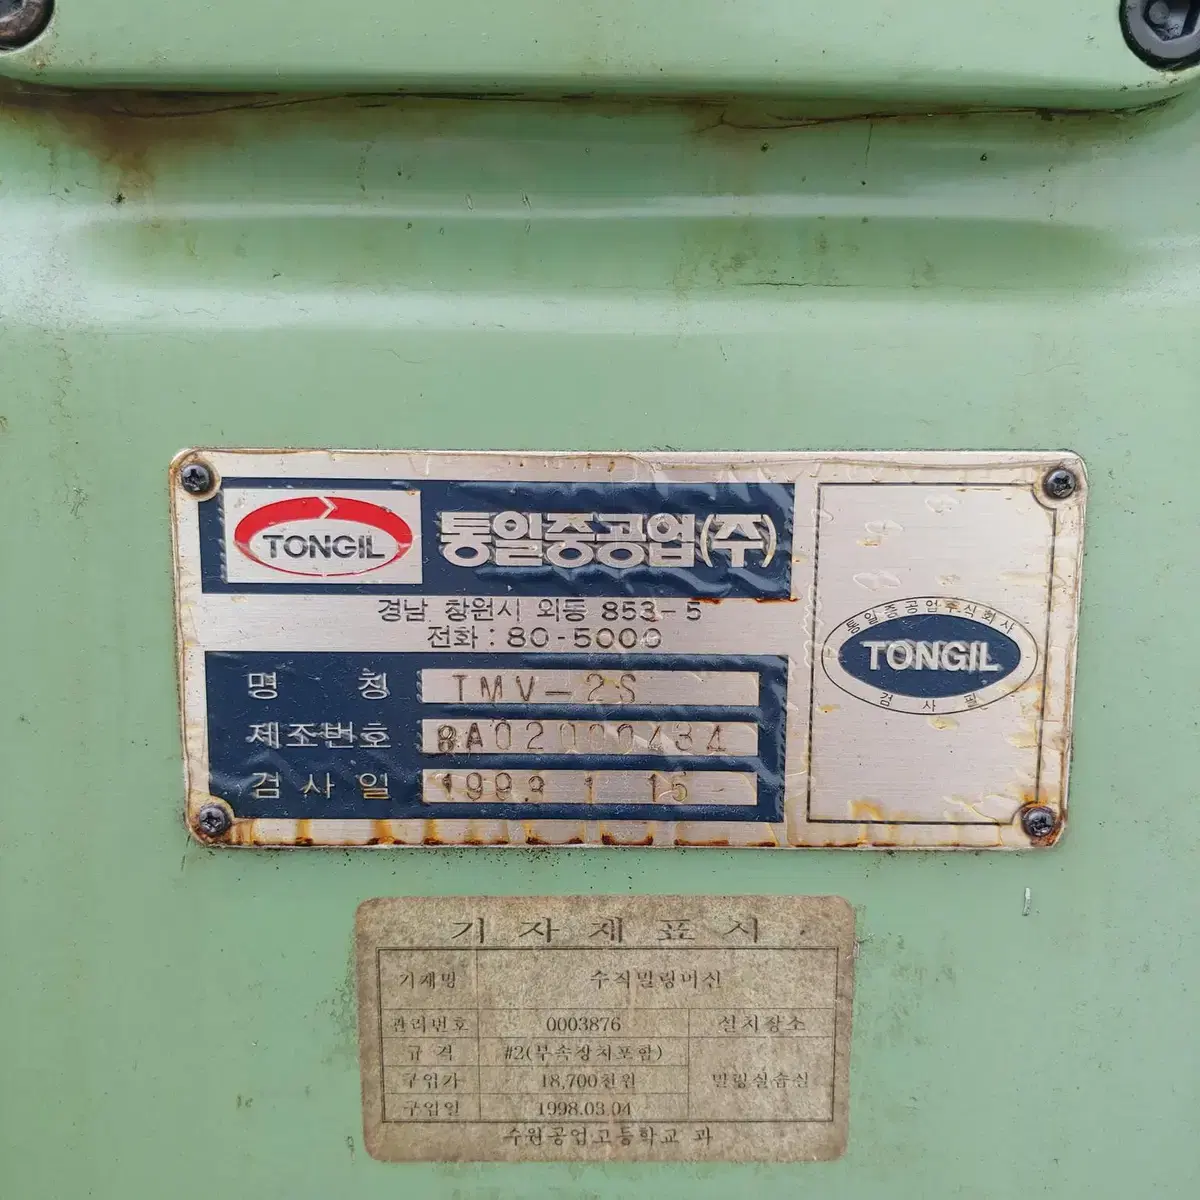 TONGIL
통일중공업(주)
경남 창원시 외동 853-5
전화 : 80-5000
명 칭 TMV-2S
제조번호 8A02000434
검사일 1998 1 15
통일중공업주식회사
TONGIL
검사필
기자재표시
기재명 수직밀링머신
관리번호 0003876 설치장소
규격 #2(부속장치포함) 밀링실습실
구입가 18,700천원
구입일 1998.03.04
수원공업고등학교 과